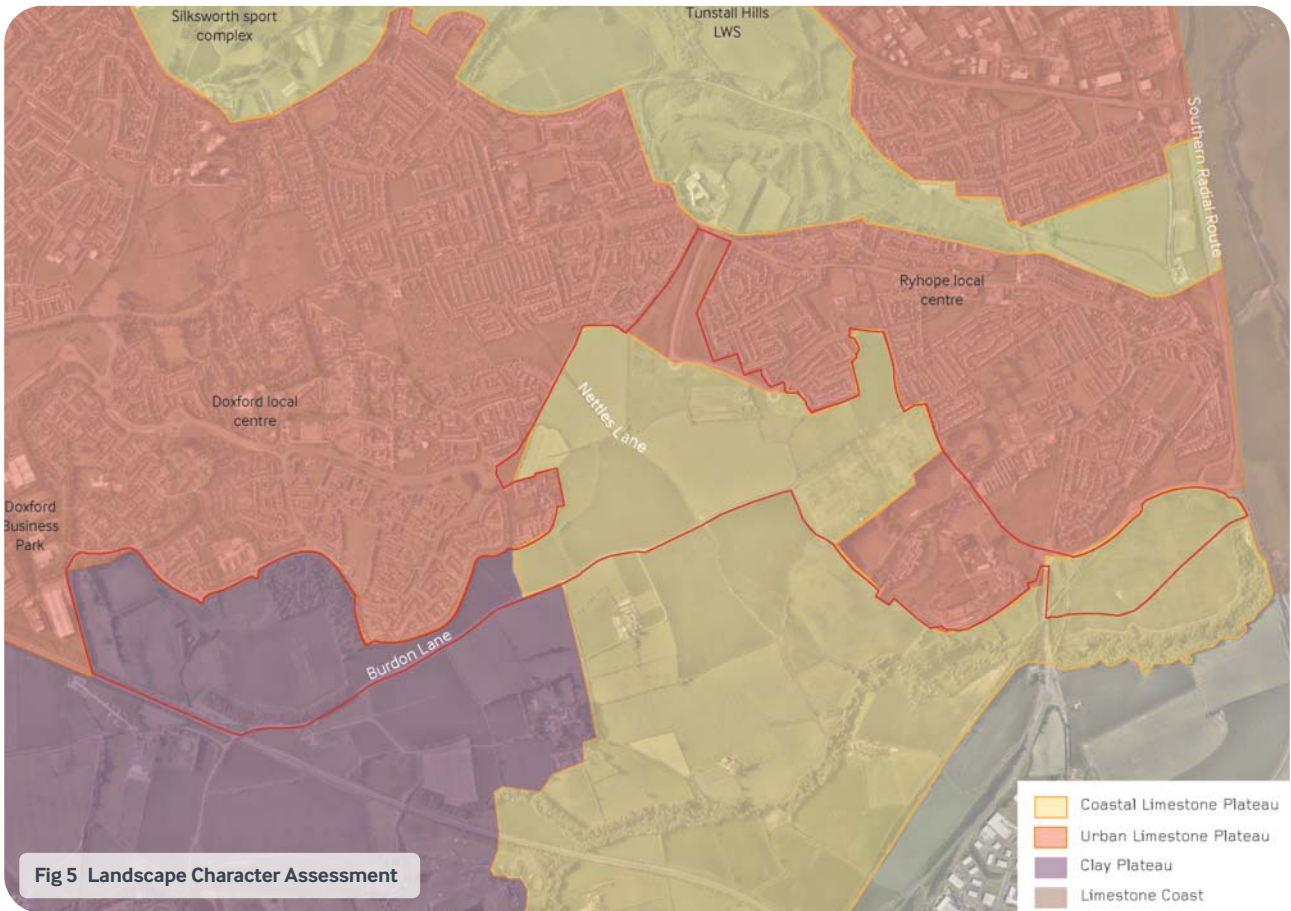 Silksworth sport
complex
Tunstall Hills
LWS
Southern Radial Route
Ryhope local
centre
Nettles Lane
Doxford local
centre
Doxford
Business
Park
Burdon Lane
Coastal Limestone Plateau
Urban Limestone Plateau
Clay Plateau
Limestone Coast
Fig 5 Landscape Character Assessment